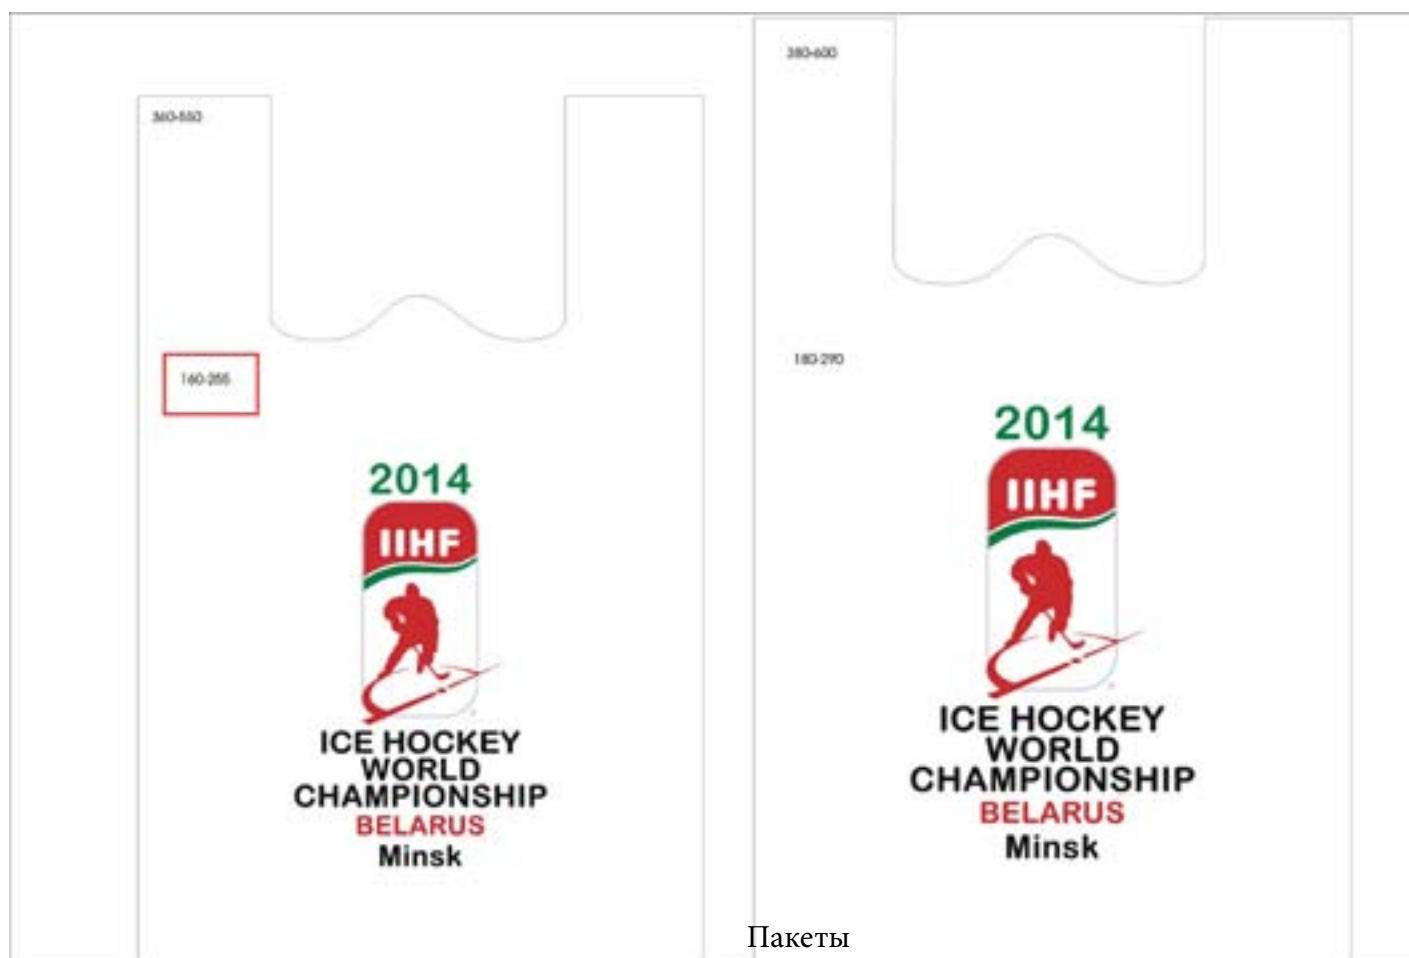 360-550
160-255
2014
IIHF
ICE HOCKEY
WORLD
CHAMPIONSHIP
BELARUS
Minsk
380-600
180-290
2014
IIHF
ICE HOCKEY
WORLD
CHAMPIONSHIP
BELARUS
Minsk
Пакеты